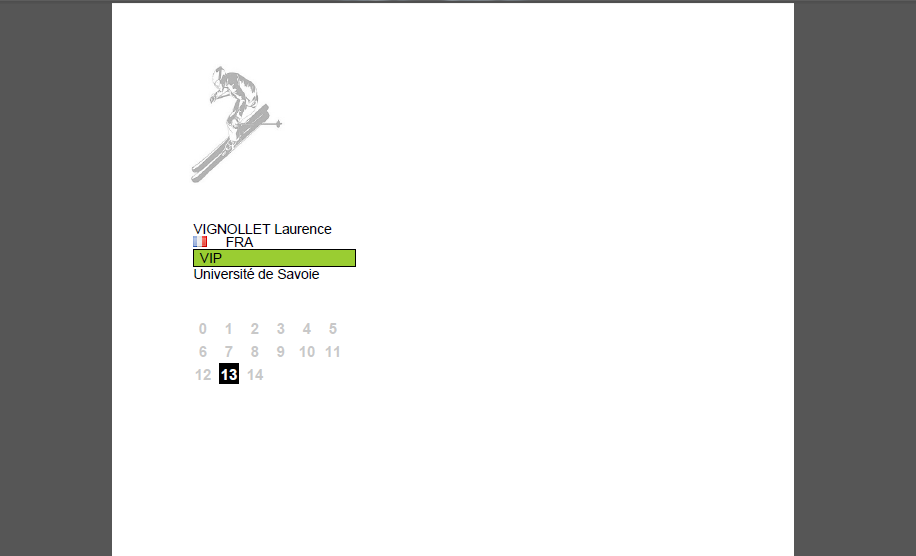 VIGNOLLET Laurence
FRA
VIP
Université de Savoie
0 1 2 3 4 5
6 7 8 9 10 11
12 13 14